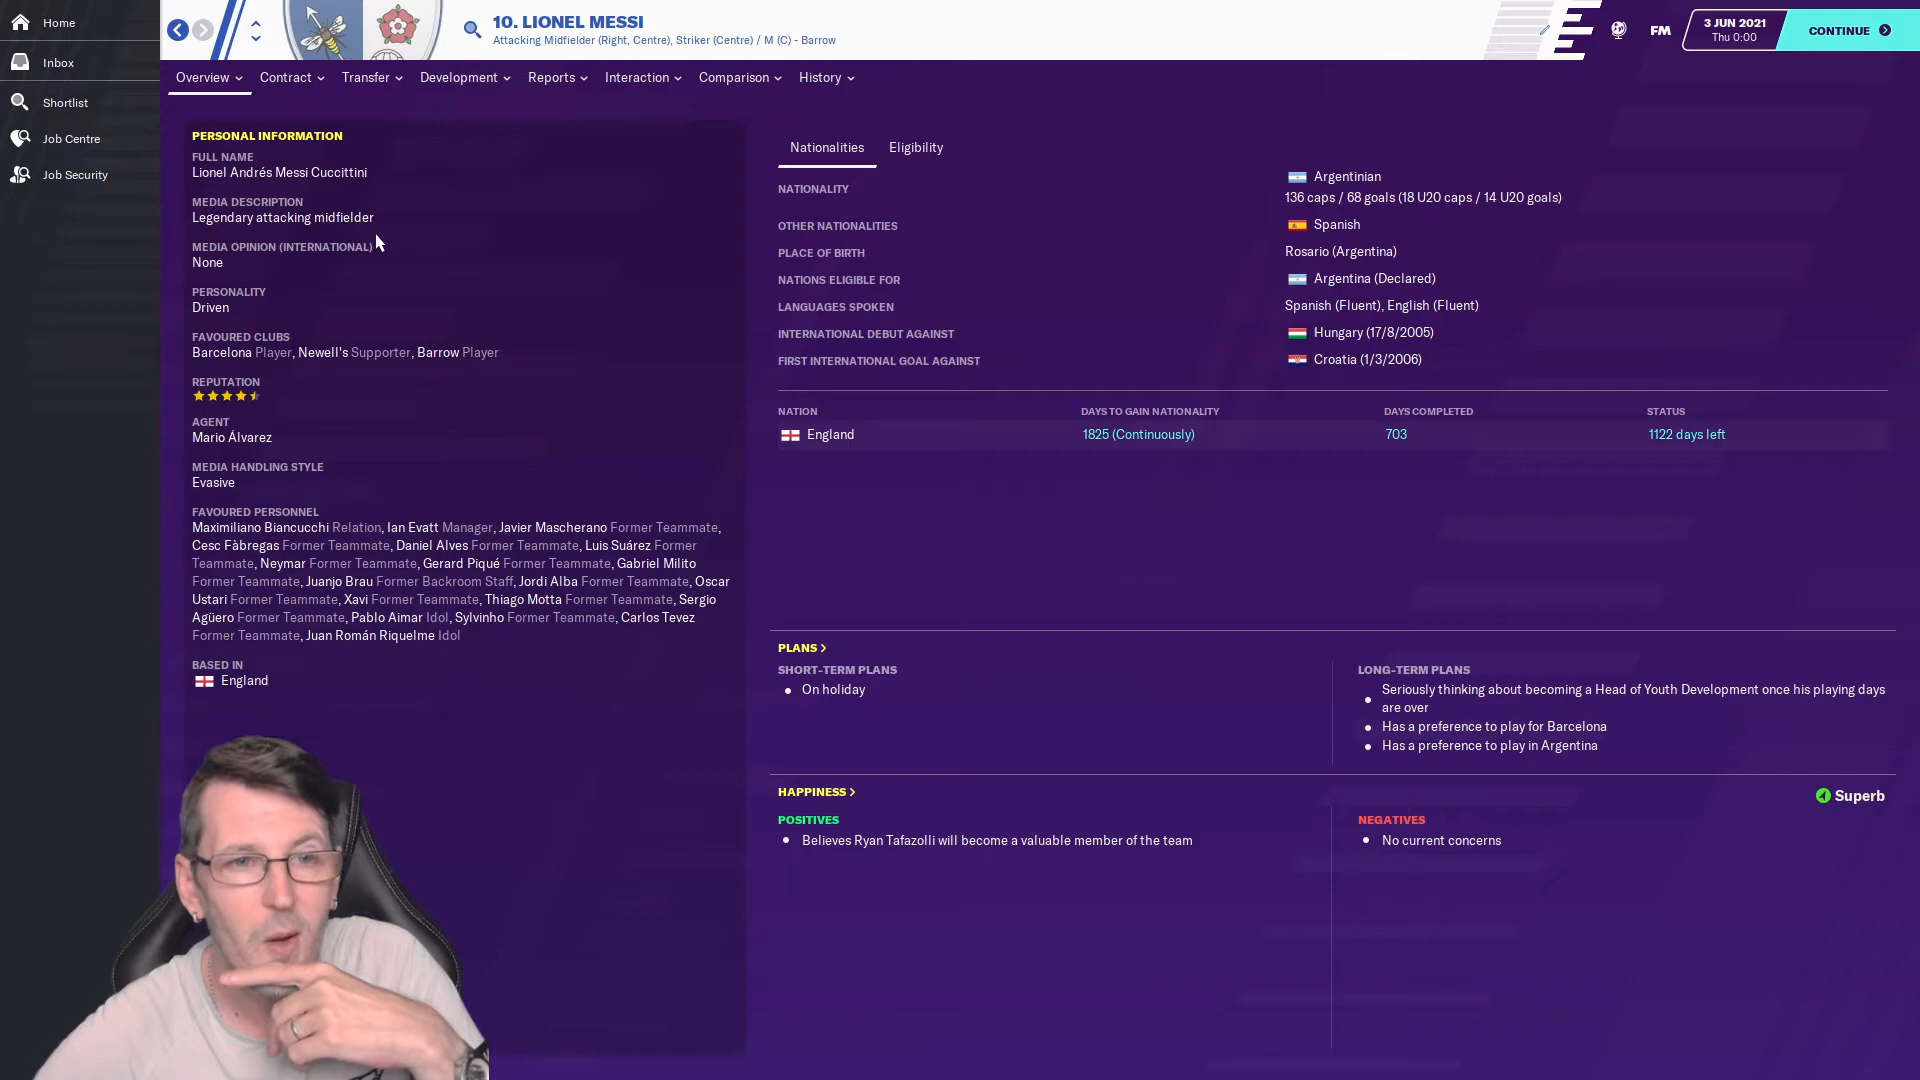 Home
Inbox
Shortlist
Job Centre
Job Security
10. LIONEL MESSI
Attacking Midfielder (Right, Centre), Striker (Centre) / M (C) - Barrow
FM
3 JUN 2021
Thu 0:00
CONTINUE
Overview
Contract
Transfer
Development
Reports
Interaction
Comparison
History
PERSONAL INFORMATION
FULL NAME
Lionel Andrés Messi Cuccittini
MEDIA DESCRIPTION
Legendary attacking midfielder
MEDIA OPINION (INTERNATIONAL)
None
PERSONALITY
Driven
FAVOURED CLUBS
Barcelona Player, Newell's Supporter, Barrow Player
REPUTATION
AGENT
Mario Álvarez
MEDIA HANDLING STYLE
Evasive
FAVOURED PERSONNEL
Maximiliano Biancucchi Relation, Ian Evatt Manager, Javier Mascherano Former Teammate,
Cesc Fàbregas Former Teammate, Daniel Alves Former Teammate, Luis Suárez Former
Teammate, Neymar Former Teammate, Gerard Piqué Former Teammate, Gabriel Milito
Former Teammate, Juanjo Brau Former Backroom Staff, Jordi Alba Former Teammate, Oscar
Ustari Former Teammate, Xavi Former Teammate, Thiago Motta Former Teammate, Sergio
Agüero Former Teammate, Pablo Aimar Idol, Sylvinho Former Teammate, Carlos Tevez
Former Teammate, Juan Román Riquelme Idol
BASED IN
England
Nationalities
Eligibility
NATIONALITY
Argentinian
136 caps / 68 goals (18 U20 caps / 14 U20 goals)
OTHER NATIONALITIES
Spanish
PLACE OF BIRTH
Rosario (Argentina)
NATIONS ELIGIBLE FOR
Argentina (Declared)
LANGUAGES SPOKEN
Spanish (Fluent), English (Fluent)
INTERNATIONAL DEBUT AGAINST
Hungary (17/8/2005)
FIRST INTERNATIONAL GOAL AGAINST
Croatia (1/3/2006)
NATION
DAYS TO GAIN NATIONALITY
DAYS COMPLETED
STATUS
England
1825 (Continuously)
703
1122 days left
PLANS >
SHORT-TERM PLANS
On holiday
LONG-TERM PLANS
Seriously thinking about becoming a Head of Youth Development once his playing days
are over
Has a preference to play for Barcelona
Has a preference to play in Argentina
HAPPINESS >
Superb
POSITIVES
Believes Ryan Tafazolli will become a valuable member of the team
NEGATIVES
No current concerns